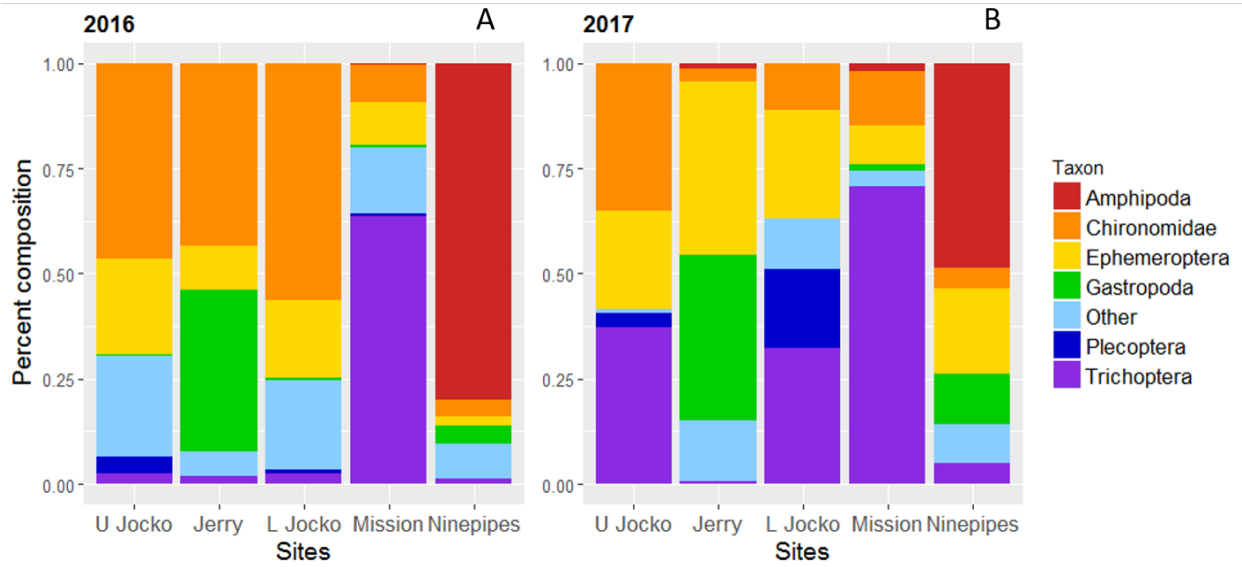 2016
A
Percent composition
1.00
0.75
0.50
0.25
0.00
U Jocko
Jerry
L Jocko
Mission
Ninepipes
Sites
2017
B
1.00
0.75
0.50
0.25
0.00
U Jocko
Jerry
L Jocko
Mission
Ninepipes
Sites
Taxon
Amphipoda
Chironomidae
Ephemeroptera
Gastropoda
Other
Plecoptera
Trichoptera